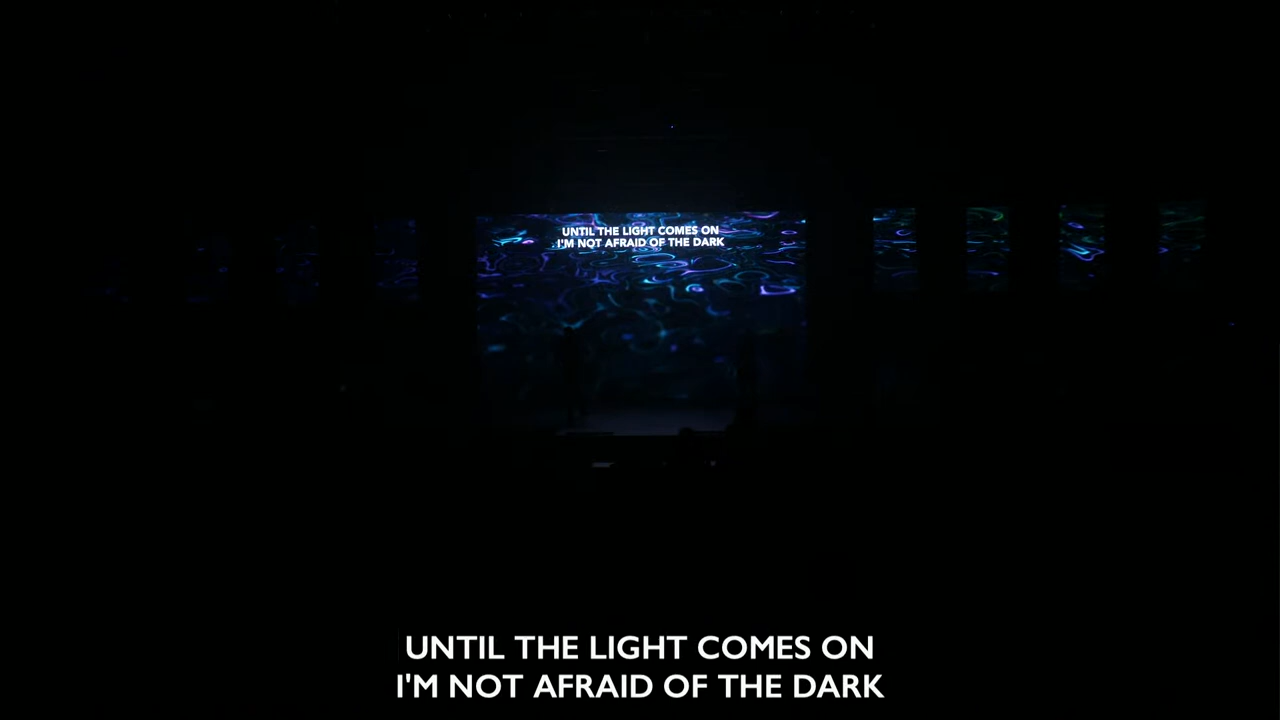 UNTIL THE LIGHT COMES ON
I'M NOT AFRAID OF THE DARK
UNTIL THE LIGHT COMES ON
I'M NOT AFRAID OF THE DARK